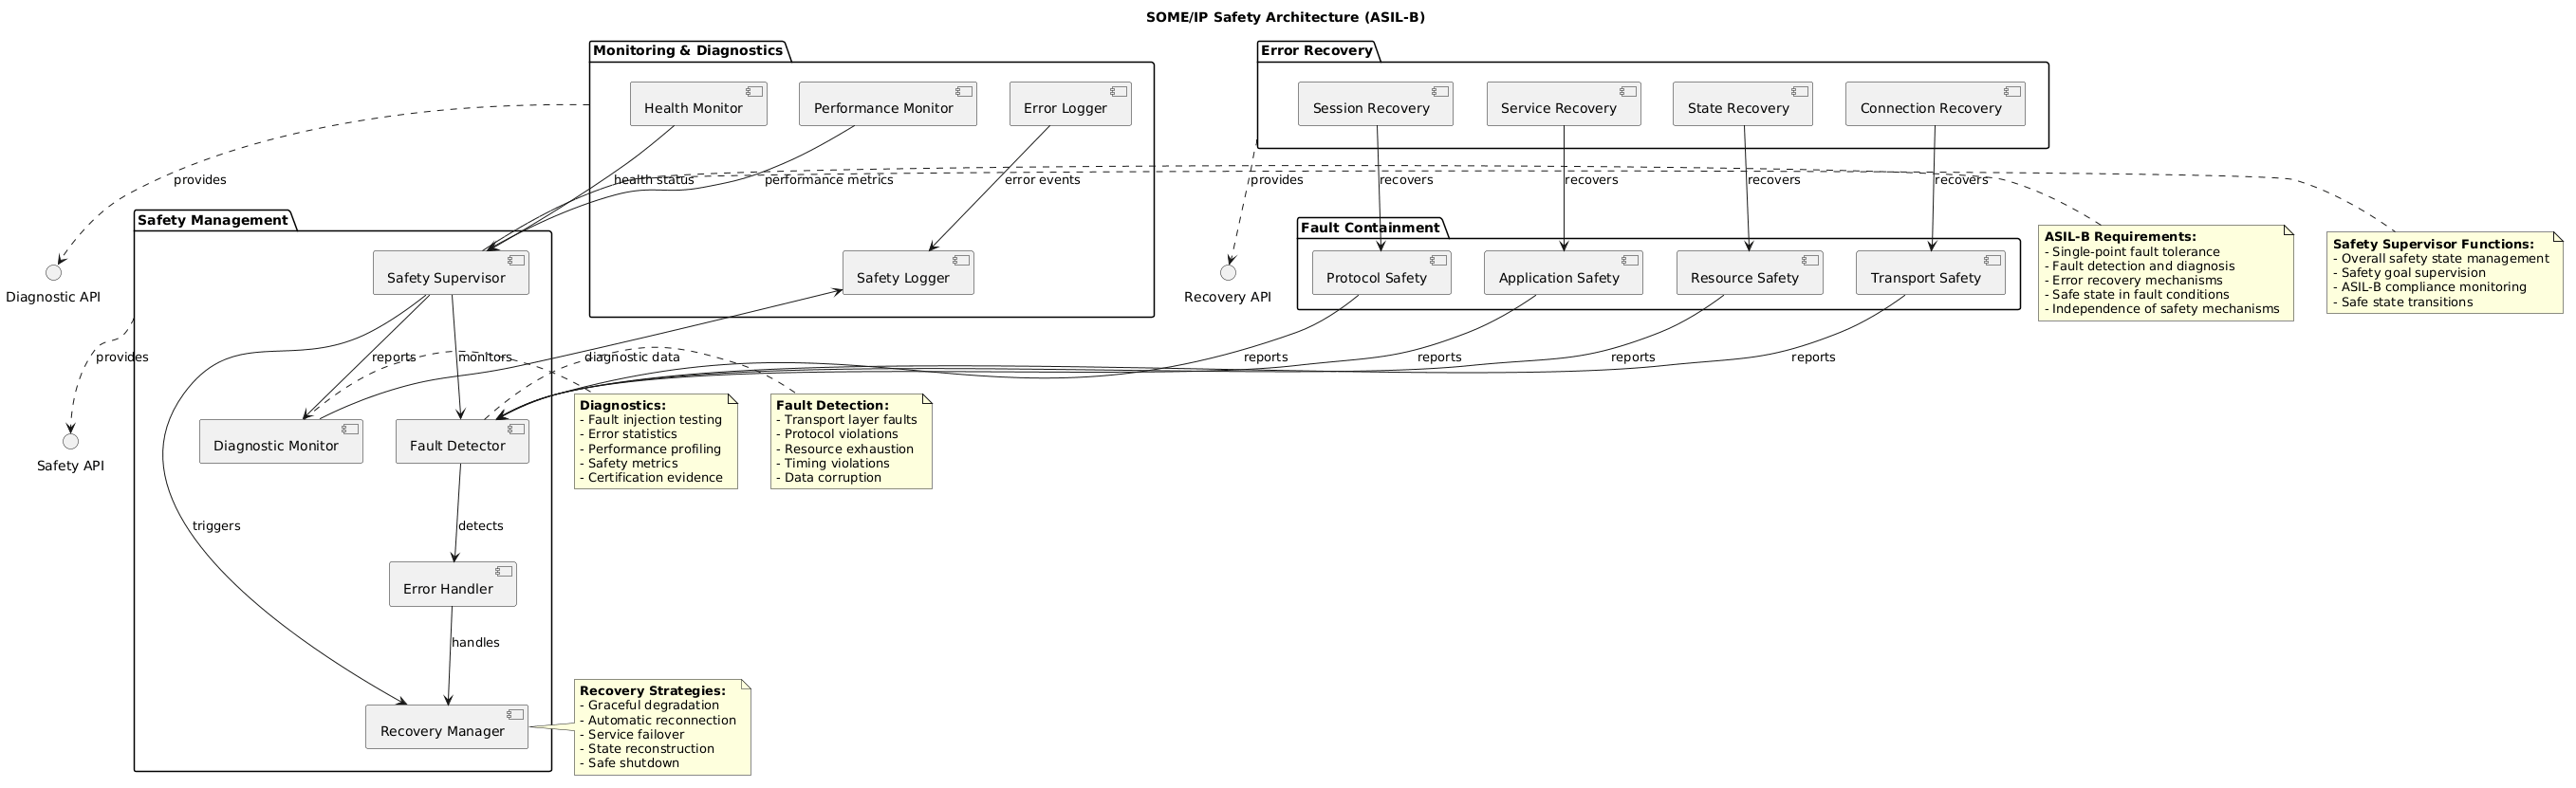 SOME/IP Safety Architecture (ASIL-B)
Monitoring & Diagnostics
Error Recovery
Health Monitor
Performance Monitor
Error Logger
Session Recovery
Service Recovery
State Recovery
Connection Recovery
provides
health status
performance metrics
error events
provides
recovers
recovers
recovers
recovers
Safety Management
Fault Containment
Safety Supervisor
Safety Logger
Protocol Safety
Application Safety
Resource Safety
Transport Safety
Diagnostic API
Recovery API
ASIL-B Requirements:
- Single-point fault tolerance
- Fault detection and diagnosis
- Error recovery mechanisms
- Safe state in fault conditions
- Independence of safety mechanisms
Safety Supervisor Functions:
- Overall safety state management
- Safety goal supervision
- ASIL-B compliance monitoring
- Safe state transitions
provides
reports
monitors
diagnostic data
reports
reports
reports
reports
Diagnostic Monitor
Fault Detector
Safety API
Diagnostics:
- Fault injection testing
- Error statistics
- Performance profiling
- Safety metrics
- Certification evidence
Fault Detection:
- Transport layer faults
- Protocol violations
- Resource exhaustion
- Timing violations
- Data corruption
triggers
detects
Error Handler
handles
Recovery Manager
Recovery Strategies:
- Graceful degradation
- Automatic reconnection
- Service failover
- State reconstruction
- Safe shutdown